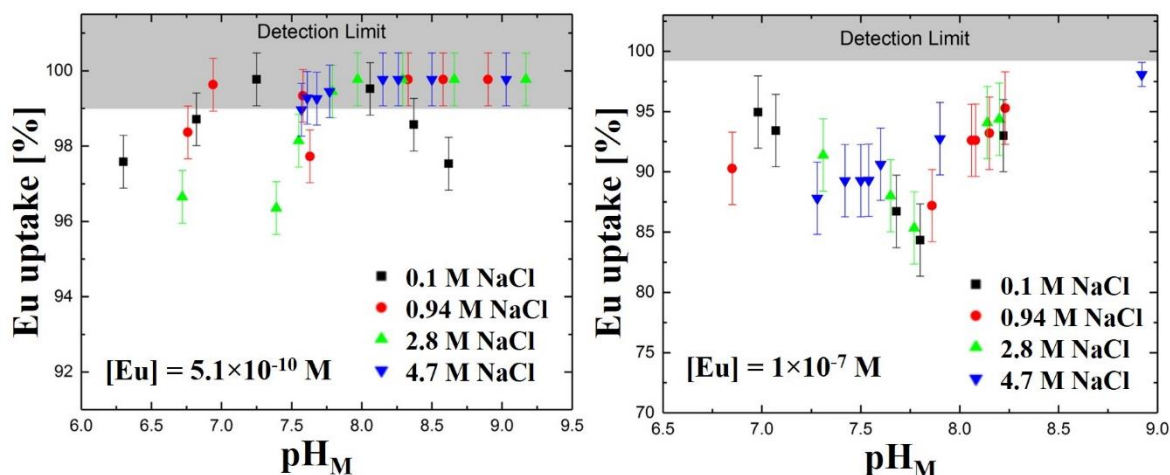 Detection Limit
Eu uptake [%]
100
98
96
94
92
0.1 M NaCl
0.94 M NaCl
2.8 M NaCl
4.7 M NaCl
[Eu] = 5.1×10⁻¹⁰ M
6.0 6.5 7.0 7.5 8.0 8.5 9.0 9.5
pH_M
Detection Limit
Eu uptake [%]
100
95
90
85
80
75
70
0.1 M NaCl
0.94 M NaCl
2.8 M NaCl
4.7 M NaCl
[Eu] = 1×10⁻⁷ M
6.5 7.0 7.5 8.0 8.5 9.0
pH_M